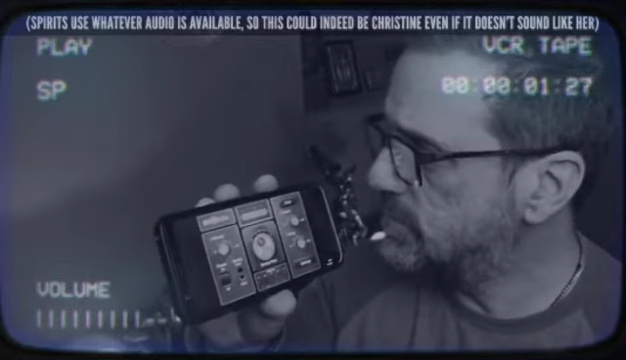 (SPIRITS USE WHATEVER AUDIO IS AVAILABLE, SO THIS COULD INDEED BE CHRISTINE EVEN IF IT DOESN'T SOUND LIKE HER)
PLAY
VCR TAPE
SP
00:00:01:27
VOLUME